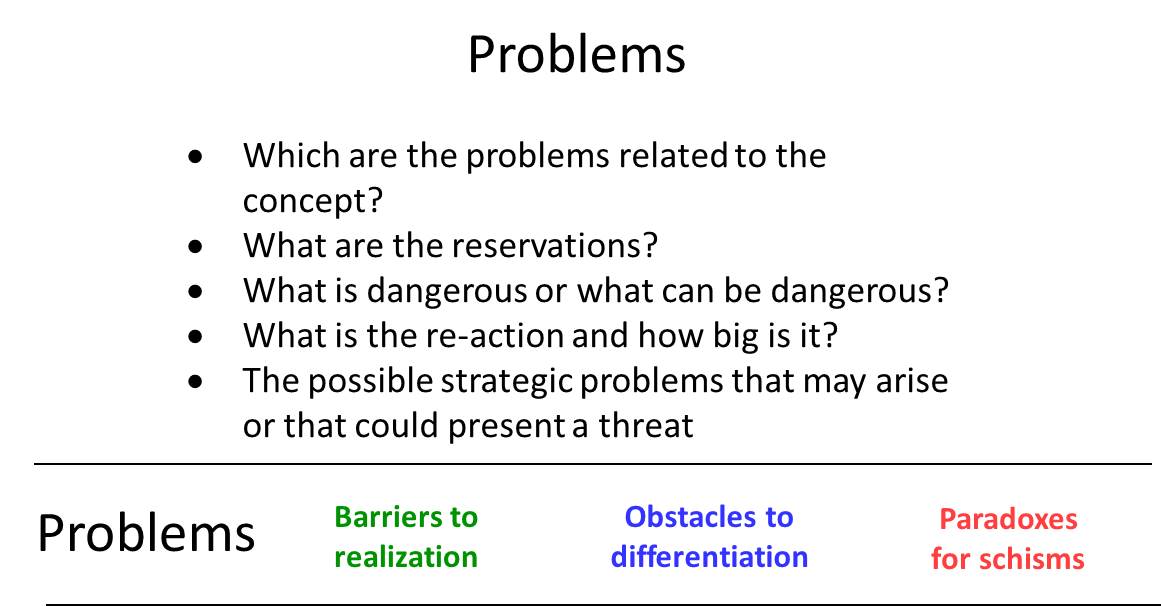 Problems
• Which are the problems related to the
concept?
• What are the reservations?
• What is dangerous or what can be dangerous?
• What is the re-action and how big is it?
• The possible strategic problems that may arise
or that could present a threat
Problems
Barriers to
realization
Obstacles to
differentiation
Paradoxes
for schisms